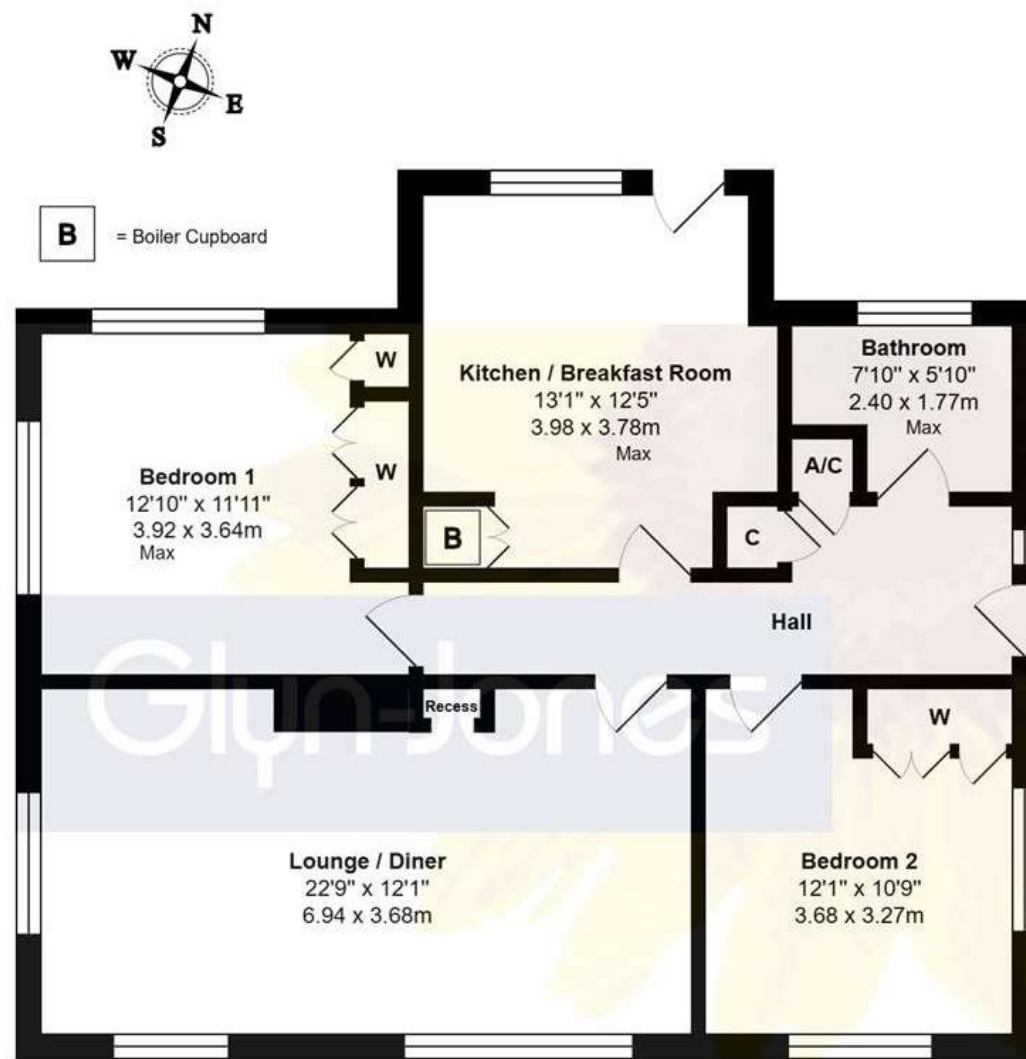 N
W
E
S
B
= Boiler Cupboard
W
Kitchen / Breakfast Room
13'1" x 12'5"
3.98 x 3.78m
Max
Bathroom
7'10" x 5'10"
2.40 x 1.77m
Max
Bedroom 1
12'10" x 11'11"
3.92 x 3.64m
Max
W
A/C
B
C
Hall
Glyn-Jones
Recess
W
Lounge / Diner
22'9" x 12'1"
6.94 x 3.68m
Bedroom 2
12'1" x 10'9"
3.68 x 3.27m